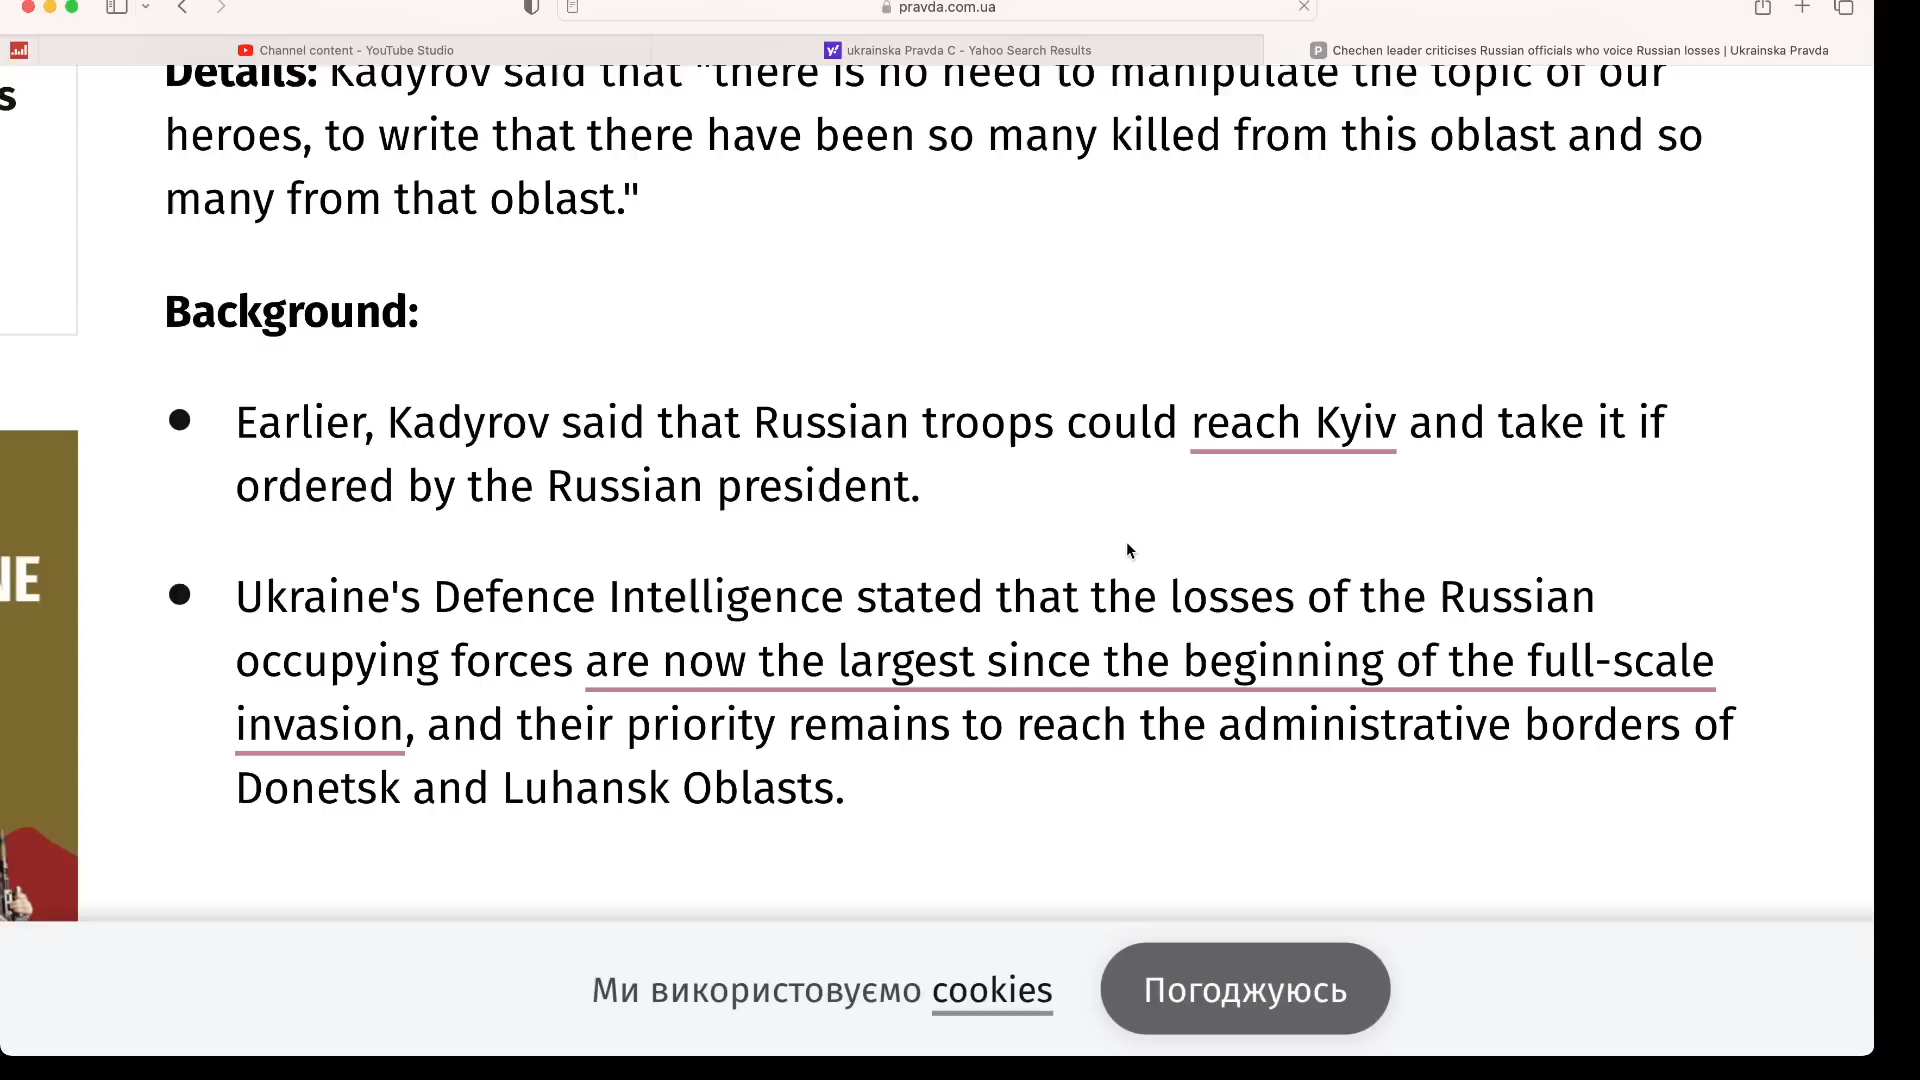 pravda.com.ua
Channel content - YouTube Studio
ukrainska Pravda C - Yahoo Search Results
Chechen leader criticises Russian officials who voice Russian losses | Ukrainska Pravda
s
Details: Kadyrov said that "there is no need to manipulate the topic of our
heroes, to write that there have been so many killed from this oblast and so
many from that oblast."
Background:
Earlier, Kadyrov said that Russian troops could reach Kyiv and take it if
ordered by the Russian president.
NE
Ukraine's Defence Intelligence stated that the losses of the Russian
occupying forces are now the largest since the beginning of the full-scale
invasion, and their priority remains to reach the administrative borders of
Donetsk and Luhansk Oblasts.
Ми використовуємо cookies
Погоджуюсь